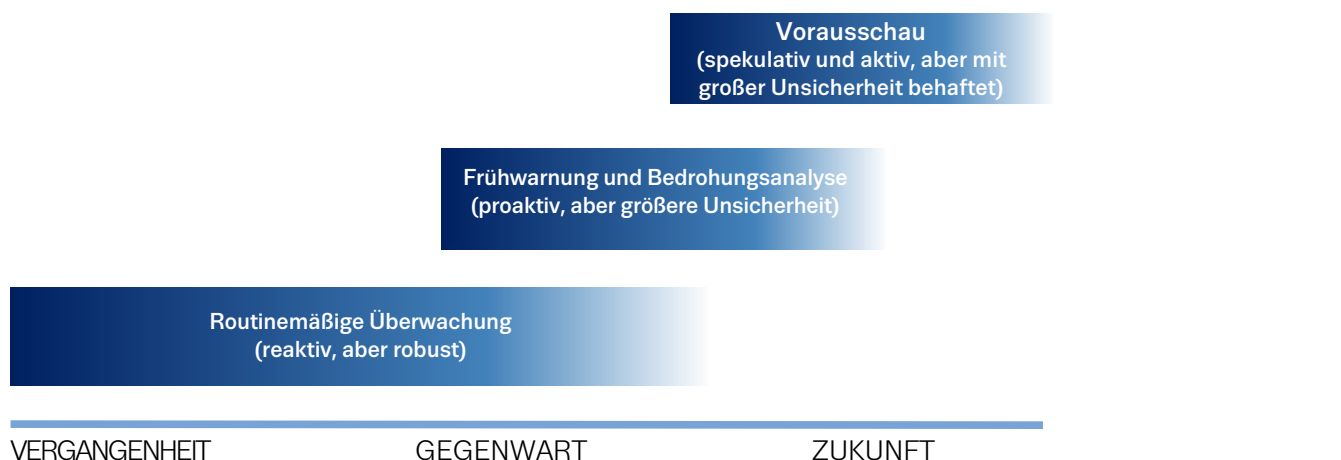 Vorausschau
(spekulativ und aktiv, aber mit
großer Unsicherheit behaftet)
Frühwarnung und Bedrohungsanalyse
(proaktiv, aber größere Unsicherheit)
Routinemäßige Überwachung
(reaktiv, aber robust)
VERGANGENHEIT GEGENWART ZUKUNFT